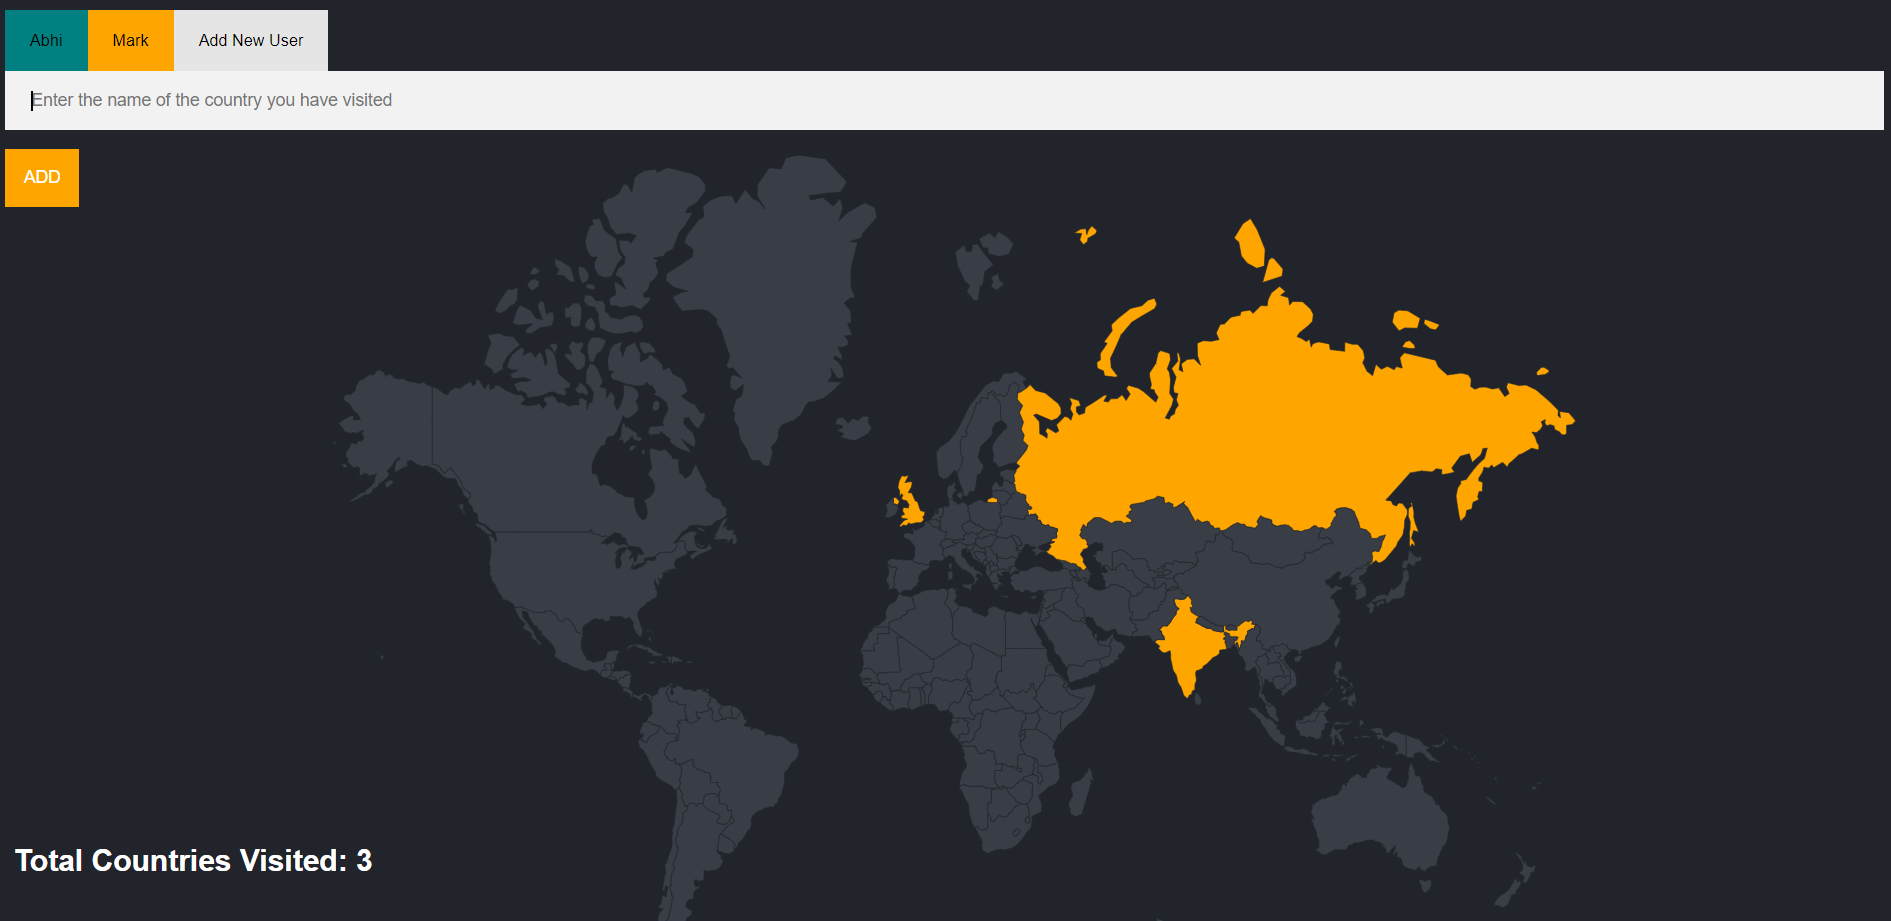 Abhi Mark Add New User
Enter the name of the country you have visited
ADD
Total Countries Visited: 3